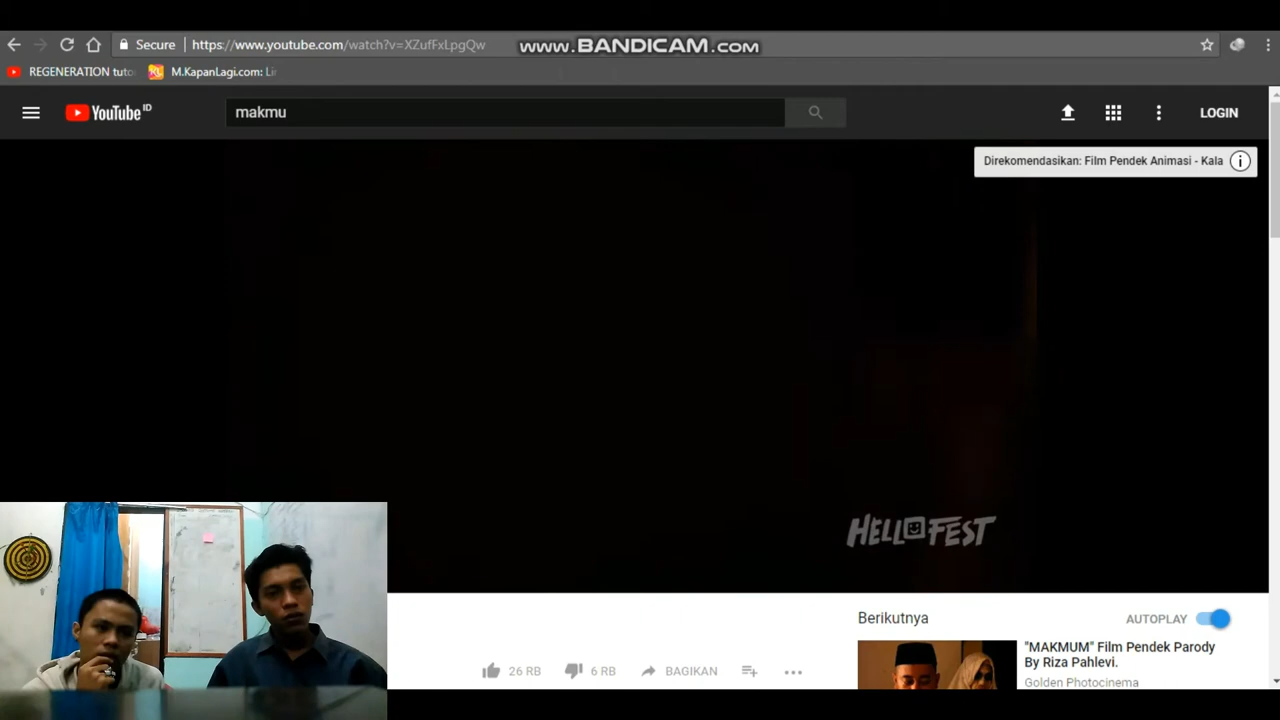 Secure
https://www.youtube.com/watch?v=XZufFxLpgQw
www.BANDICAM.com
REGENERATION tuto
M.KapanLagi.com: Li
YouTube ID
makmu
LOGIN
Direkomendasikan: Film Pendek Animasi - Kala
HELLOFEST
Berikutnya
AUTOPLAY
26 RB
6 RB
BAGIKAN
"MAKMUM" Film Pendek Parody
By Riza Pahlevi.
Golden Photocinema